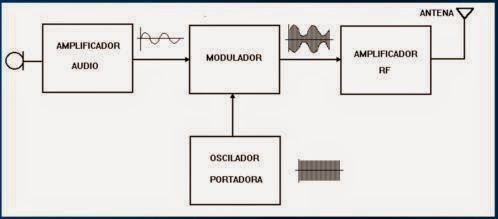 ANTENA
AMPLIFICADOR
AUDIO
MODULADOR
AMPLIFICADOR
RF
OSCILADOR
PORTADORA